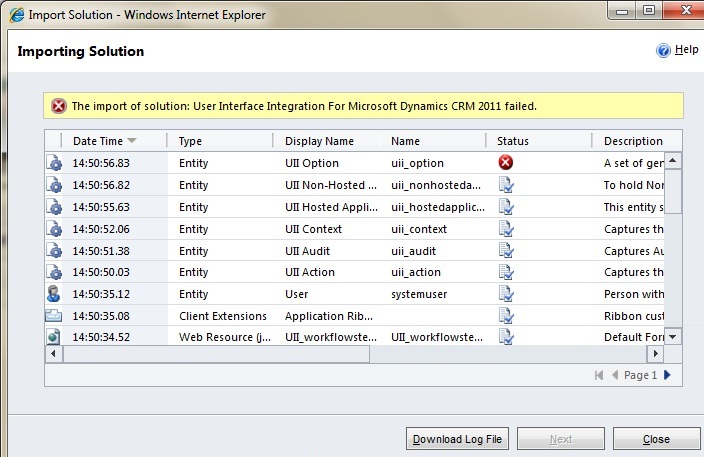 Import Solution - Windows Internet Explorer
Importing Solution
Help
The import of solution: User Interface Integration For Microsoft Dynamics CRM 2011 failed.
Date Time Type Display Name Name Status Description
14:50:56.83 Entity UII Option uii_option A set of gen
14:50:56.82 Entity UII Non-Hosted ... uii_nonhosteda... To hold Nor
14:50:55.63 Entity UII Hosted Appli... uii_hostedapplic... This entity s
14:50:52.06 Entity UII Context uii_context Captures th
14:50:51.38 Entity UII Audit uii_audit Captures Au
14:50:50.03 Entity UII Action uii_action Captures the
14:50:35.12 Entity User systemuser Person with
14:50:35.08 Client Extensions Application Rib... Ribbon cust
14:50:34.52 Web Resource (j... UII_workflowste... UII_workflowste... Default For
Page 1
Download Log File Next Close